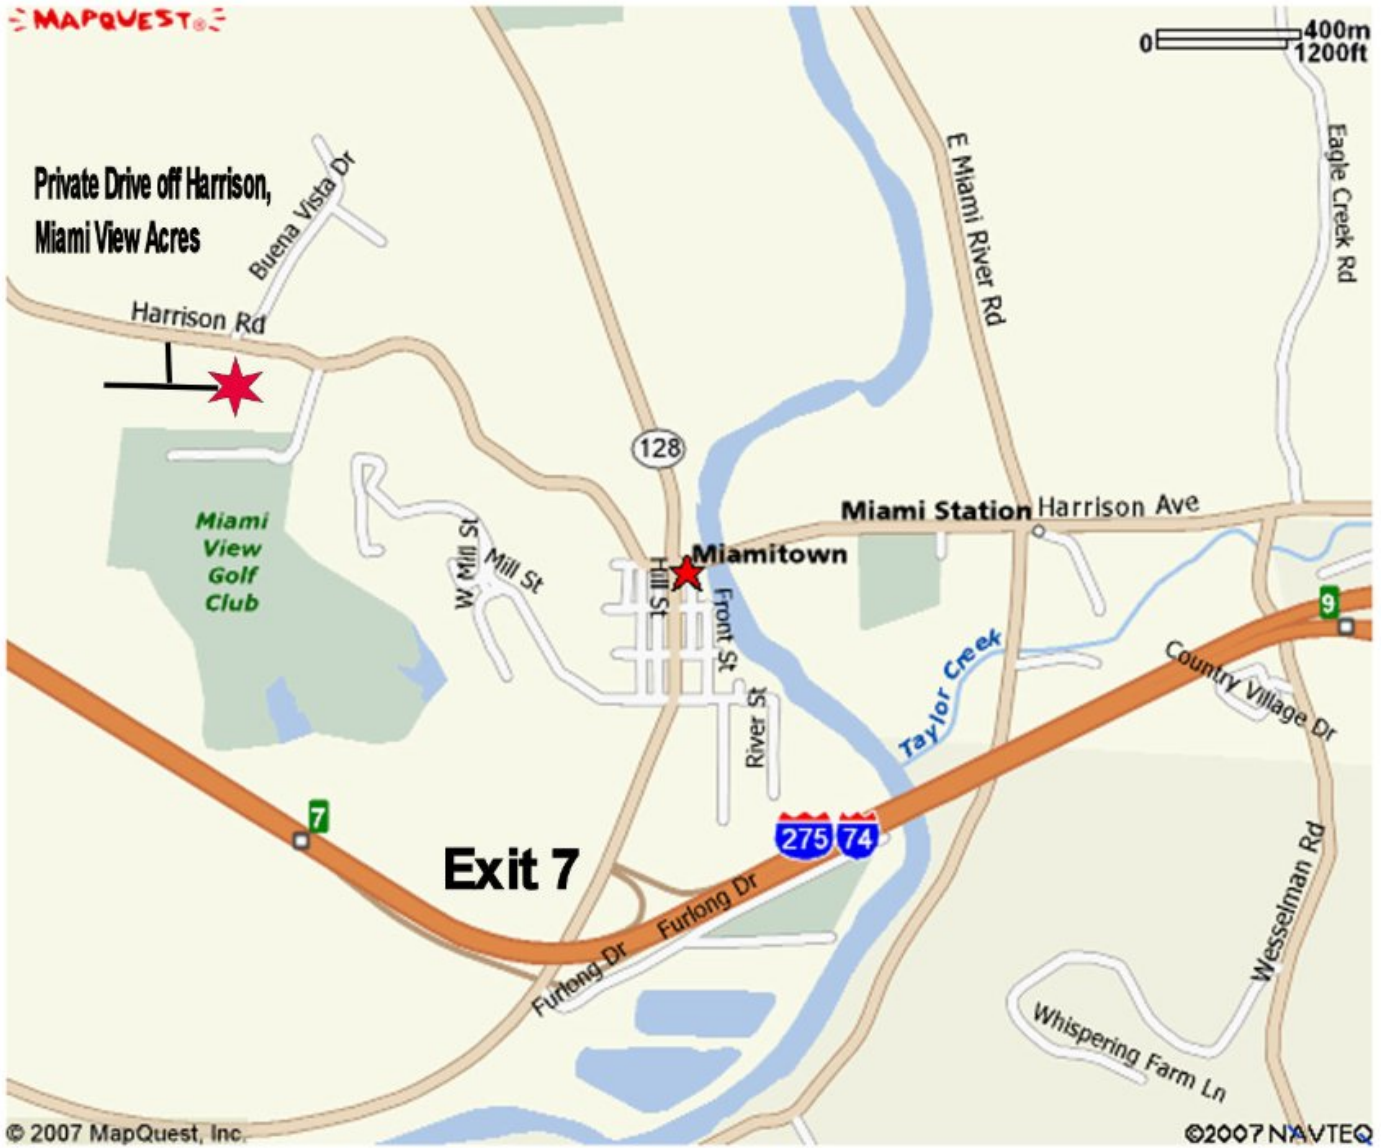 MAPQUEST®
400m
0
1200ft
Private Drive off Harrison,
Miami View Acres
Buena Vista Dr
E Miami River Rd
Eagle Creek Rd
Harrison Rd
128
Miami Station
Harrison Ave
Miami
View
Golf
Club
W Mill St
Mill St
Hill St
Miamitown
Front St
River St
Taylor Creek
9
Country Village Dr
7
Exit 7
275
74
Furlong Dr
Furlong Dr
Wesselman Rd
Whispering Farm Ln
© 2007 MapQuest, Inc.
©2007 NAVTEQ